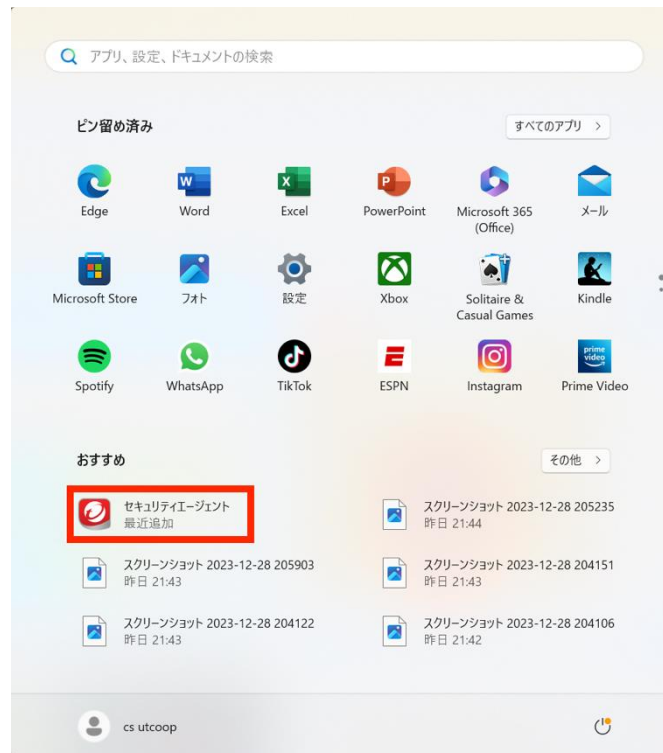 アプリ、設定、ドキュメントの検索
ピン留め済み
すべてのアプリ >
Edge
Word
Excel
PowerPoint
Microsoft 365
(Office)
メール
Microsoft Store
フォト
設定
Xbox
Solitaire &
Casual Games
Kindle
prime
video
Spotify
WhatsApp
TikTok
ESPN
Instagram
Prime Video
おすすめ
その他 >
セキュリティエージェント
最近追加
スクリーンショット 2023-12-28 205235
昨日 21:44
スクリーンショット 2023-12-28 205903
昨日 21:43
スクリーンショット 2023-12-28 204151
昨日 21:43
スクリーンショット 2023-12-28 204122
昨日 21:43
スクリーンショット 2023-12-28 204106
昨日 21:42
cs utcoop